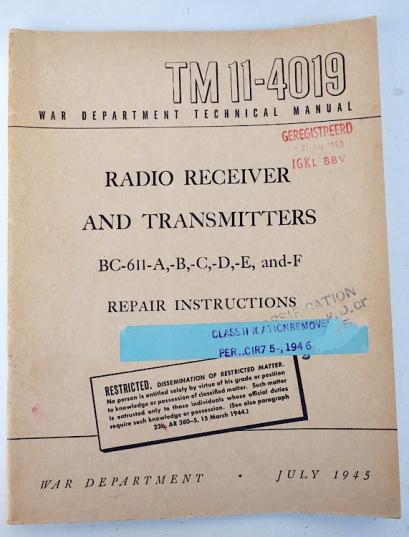 TM 11-4019
WAR DEPARTMENT TECHNICAL MANUAL
GEREGISTREERD
1953
IGKL BBV
RADIO RECEIVER
AND TRANSMITTERS
BC-611-A,-B,-C,-D,-E, and-F
REPAIR INSTRUCTIONS
CLASSIFICATION REMOVED
PER..CIR7 5-,1946
RESTRICTED. DISSEMINATION OF RESTRICTED MATTER.
No person is entitled solely by virtue of his grade or position
to knowledge or possession of classified matter. Such matter
is entrusted only to those individuals whose official duties
require such knowledge or possession. (See also paragraph
23b, AR 380-5, 15 March 1944.)
WAR DEPARTMENT • JULY 1945